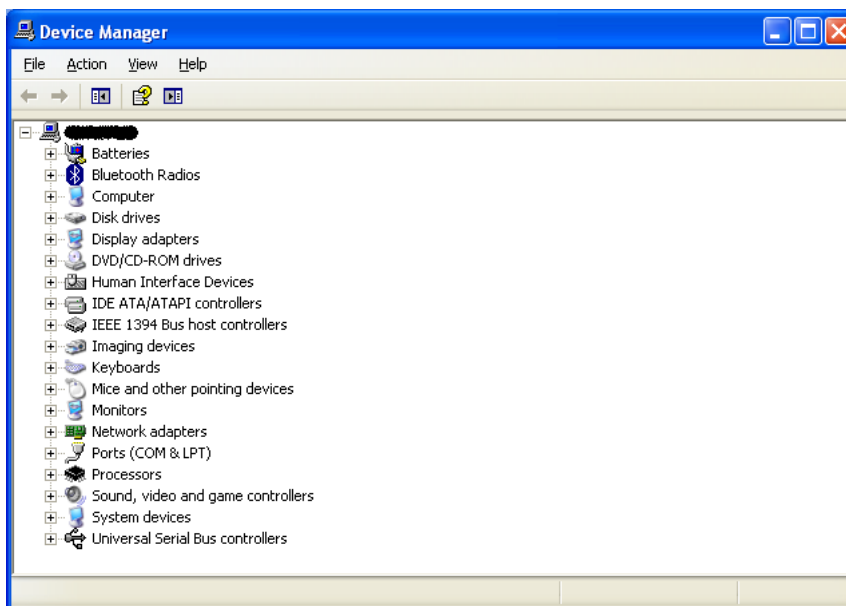 Device Manager
File Action View Help
Batteries
Bluetooth Radios
Computer
Disk drives
Display adapters
DVD/CD-ROM drives
Human Interface Devices
IDE ATA/ATAPI controllers
IEEE 1394 Bus host controllers
Imaging devices
Keyboards
Mice and other pointing devices
Monitors
Network adapters
Ports (COM & LPT)
Processors
Sound, video and game controllers
System devices
Universal Serial Bus controllers